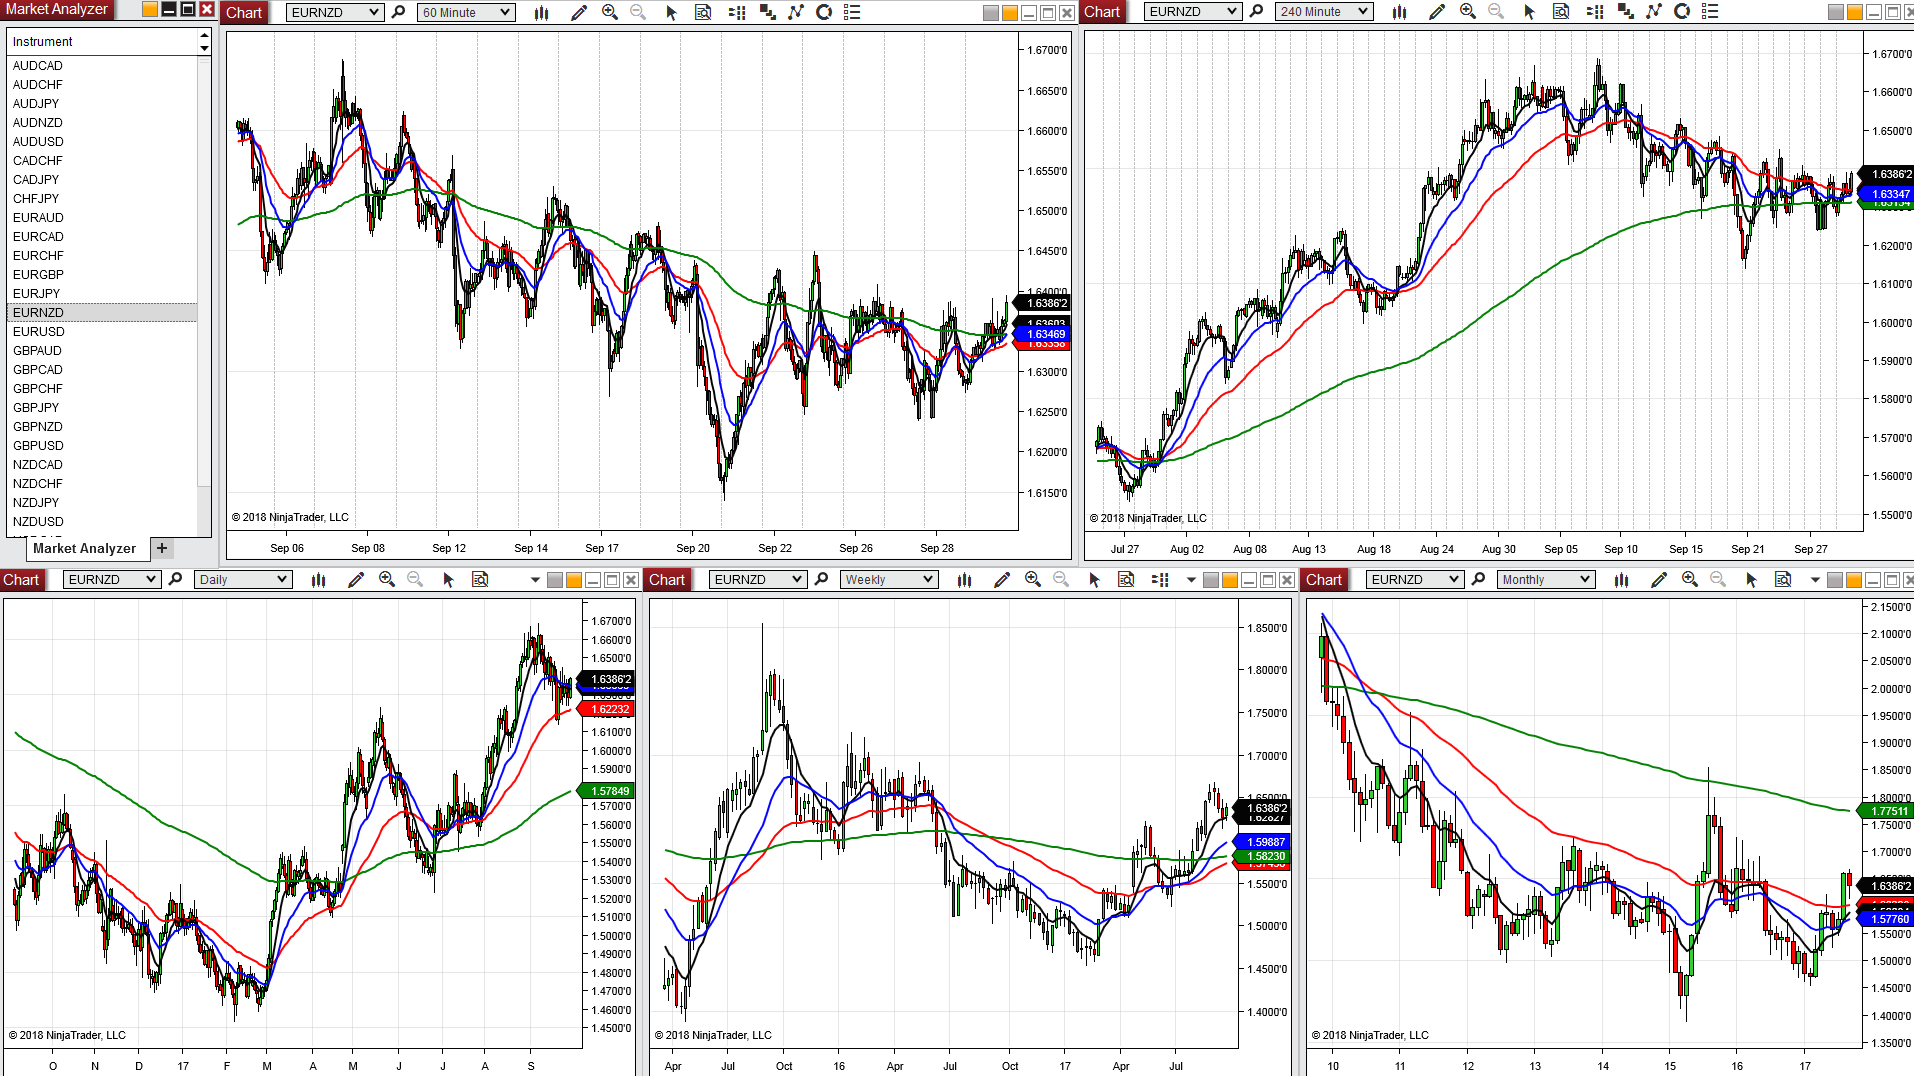 Market Analyzer
Instrument
AUDCAD
AUDCHF
AUDJPY
AUDNZD
AUDUSD
CADCHF
CADJPY
CHFJPY
EURAUD
EURCAD
EURCHF
EURGBP
EURJPY
EURNZD
EURUSD
GBPAUD
GBPCAD
GBPCHF
GBPJPY
GBPNZD
GBPUSD
NZDCAD
NZDCHF
NZDJPY
NZDUSD
Market Analyzer +
Chart EURNZD 60 Minute
1.6700'0
1.6650'0
1.6600'0
1.6550'0
1.6500'0
1.6450'0
1.6400'0
1.6386'2
1.63469
1.6300'0
1.6250'0
1.6200'0
1.6150'0
© 2018 NinjaTrader, LLC
Sep 06 Sep 08 Sep 12 Sep 14 Sep 17 Sep 20 Sep 22 Sep 26 Sep 28
Chart EURNZD 240 Minute
1.6700'0
1.6600'0
1.6500'0
1.6386'2
1.63347
1.6200'0
1.6100'0
1.6000'0
1.5900'0
1.5800'0
1.5700'0
1.5600'0
1.5500'0
© 2018 NinjaTrader, LLC
Jul 27 Aug 02 Aug 08 Aug 13 Aug 18 Aug 24 Aug 30 Sep 05 Sep 10 Sep 15 Sep 21 Sep 27
Chart EURNZD Daily
1.6700'0
1.6600'0
1.6500'0
1.6386'2
1.62232
1.6100'0
1.6000'0
1.5900'0
1.57849
1.5700'0
1.5600'0
1.5500'0
1.5400'0
1.5300'0
1.5200'0
1.5100'0
1.5000'0
1.4900'0
1.4800'0
1.4700'0
1.4600'0
1.4500'0
© 2018 NinjaTrader, LLC
O N D 17 F M A M J J A S
Chart EURNZD Weekly
1.8500'0
1.8000'0
1.7500'0
1.7000'0
1.6386'2
1.59887
1.58230
1.5500'0
1.5000'0
1.4500'0
1.4000'0
© 2018 NinjaTrader, LLC
Apr Jul Oct 16 Apr Jul Oct 17 Apr Jul
Chart EURNZD Monthly
2.1500'0
2.1000'0
2.0500'0
2.0000'0
1.9500'0
1.9000'0
1.8500'0
1.8000'0
1.77511
1.7500'0
1.7000'0
1.6386'2
1.57760
1.5500'0
1.5000'0
1.4500'0
1.4000'0
1.3500'0
© 2018 NinjaTrader, LLC
10 11 12 13 14 15 16 17